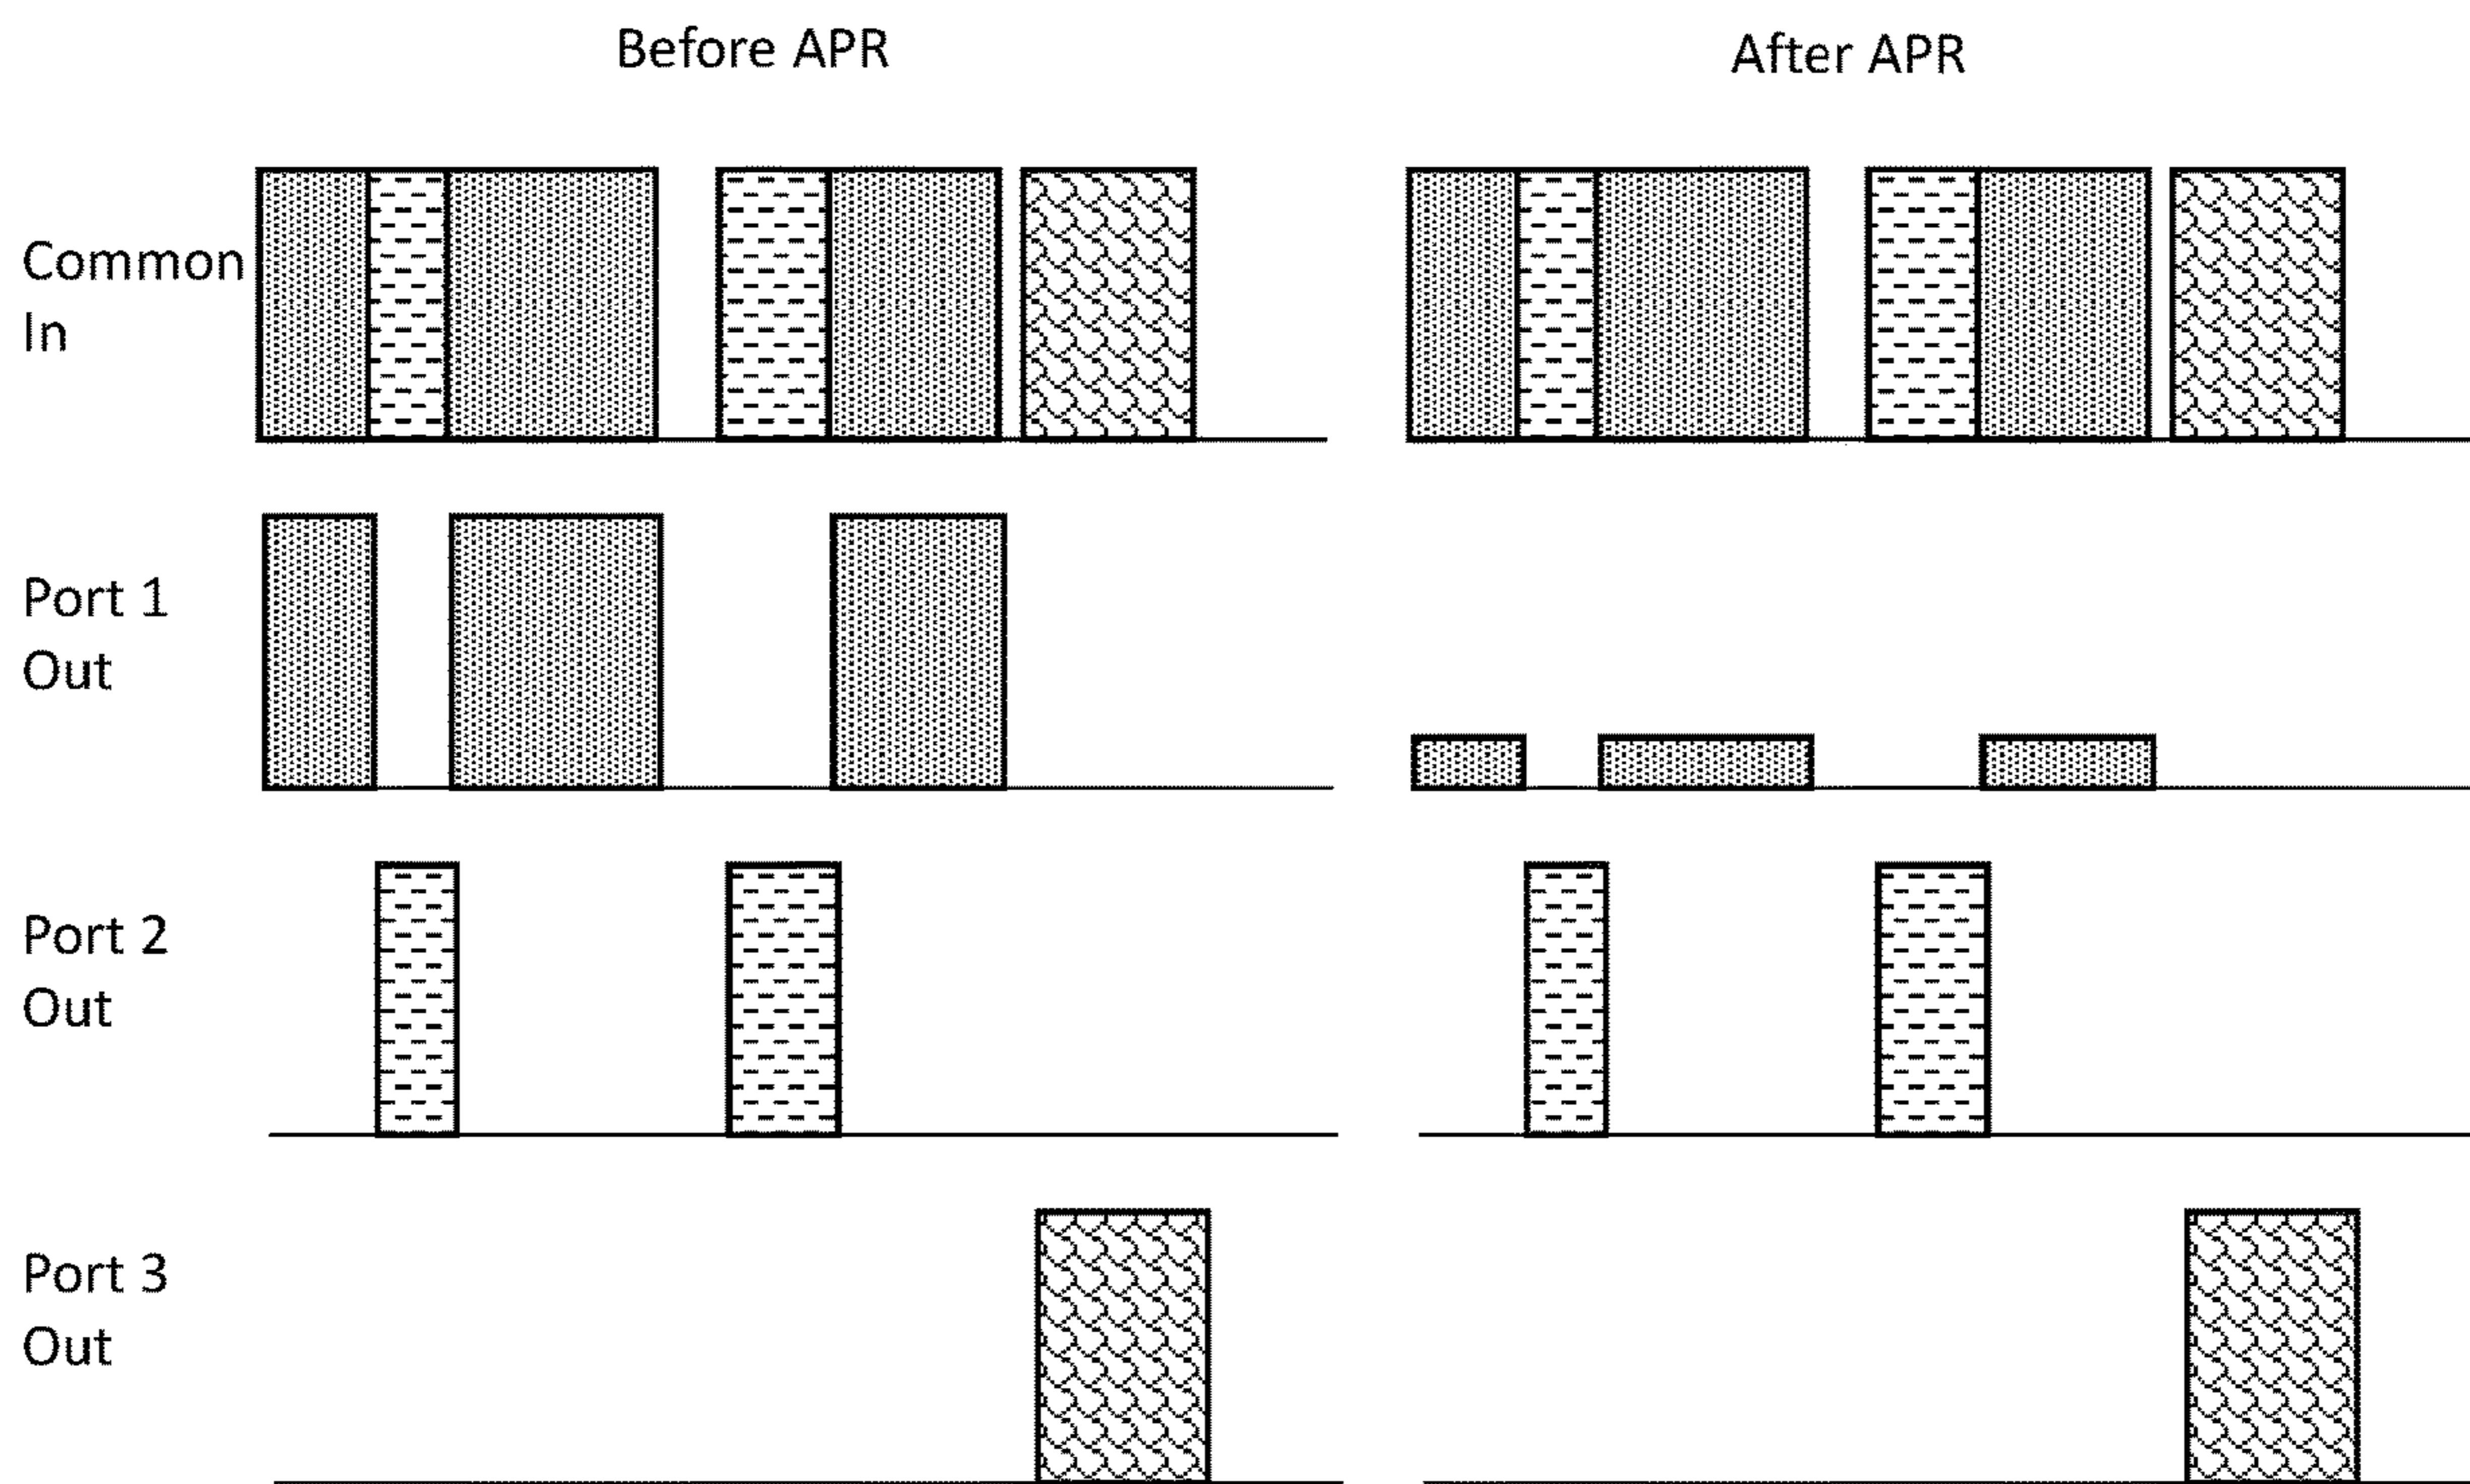 Before APR
After APR
Common
In
Port 1
Out
Port 2
Out
Port 3
Out